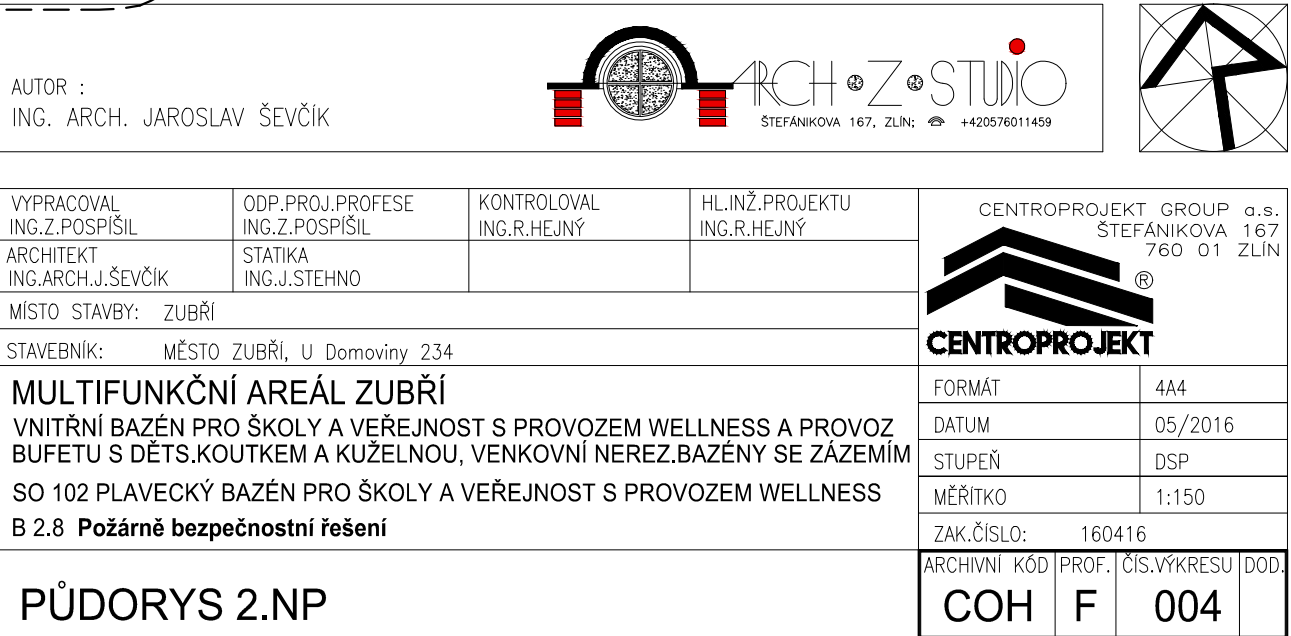 AUTOR :
ING. ARCH. JAROSLAV ŠEVČÍK
ARCH Z STUDIO
ŠTEFÁNIKOVA 167, ZLÍN; ☎ +420576011459
VYPRACOVAL
ING.Z.POSPÍŠIL
ODP.PROJ.PROFESE
ING.Z.POSPÍŠIL
KONTROLOVAL
ING.R.HEJNÝ
HL.INŽ.PROJEKTU
ING.R.HEJNÝ
ARCHITEKT
ING.ARCH.J.ŠEVČÍK
STATIKA
ING.J.STEHNO
MÍSTO STAVBY: ZUBŘÍ
STAVEBNÍK: MĚSTO ZUBŘÍ, U Domoviny 234
CENTROPROJEKT GROUP a.s.
ŠTEFÁNIKOVA 167
760 01 ZLÍN
®
CENTROPROJEKT
MULTIFUNKČNÍ AREÁL ZUBŘÍ
VNITŘNÍ BAZÉN PRO ŠKOLY A VEŘEJNOST S PROVOZEM WELLNESS A PROVOZ
BUFETU S DĚTS.KOUTKEM A KUŽELNOU, VENKOVNÍ NEREZ.BAZÉNY SE ZÁZEMÍM
SO 102 PLAVECKÝ BAZÉN PRO ŠKOLY A VEŘEJNOST S PROVOZEM WELLNESS
B 2.8 Požárně bezpečnostní řešení
FORMÁT 4A4
DATUM 05/2016
STUPEŇ DSP
MĚŘÍTKO 1:150
ZAK.ČÍSLO: 160416
PŮDORYS 2.NP
ARCHIVNÍ KÓD PROF. ČÍS.VÝKRESU DOD.
COH F 004